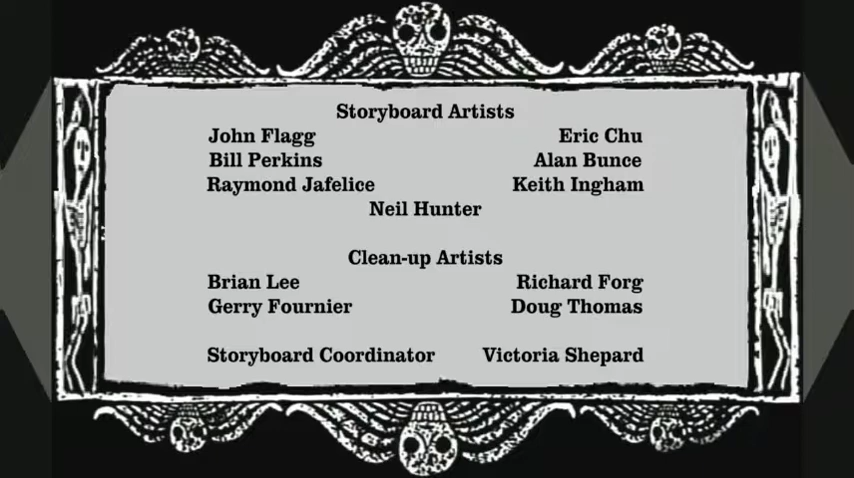 Storyboard Artists
John Flagg Eric Chu
Bill Perkins Alan Bunce
Raymond Jafelice Keith Ingham
Neil Hunter
Clean-up Artists
Brian Lee Richard Forg
Gerry Fournier Doug Thomas
Storyboard Coordinator Victoria Shepard